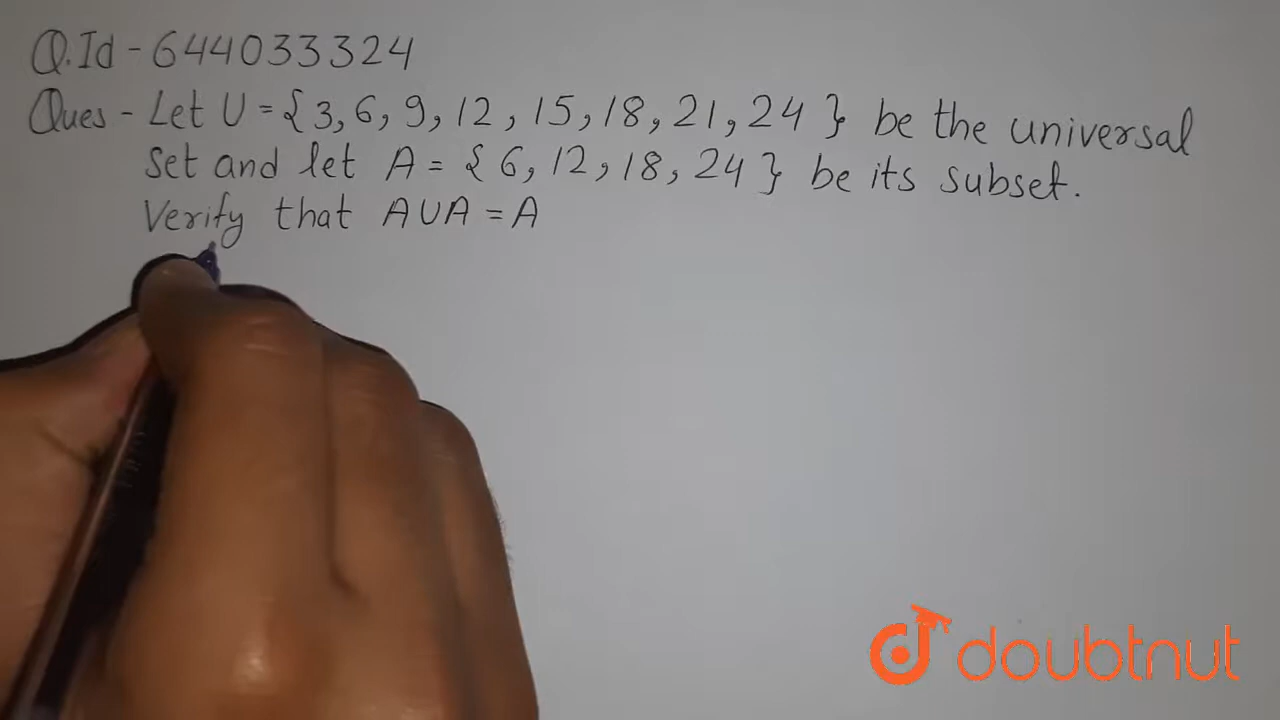 Q.Id - 644033324
Ques - Let U = {3, 6, 9, 12, 15, 18, 21, 24} be the universal
set and let A = {6, 12, 18, 24} be its subset.
Verify that AUA = A
doubtnut